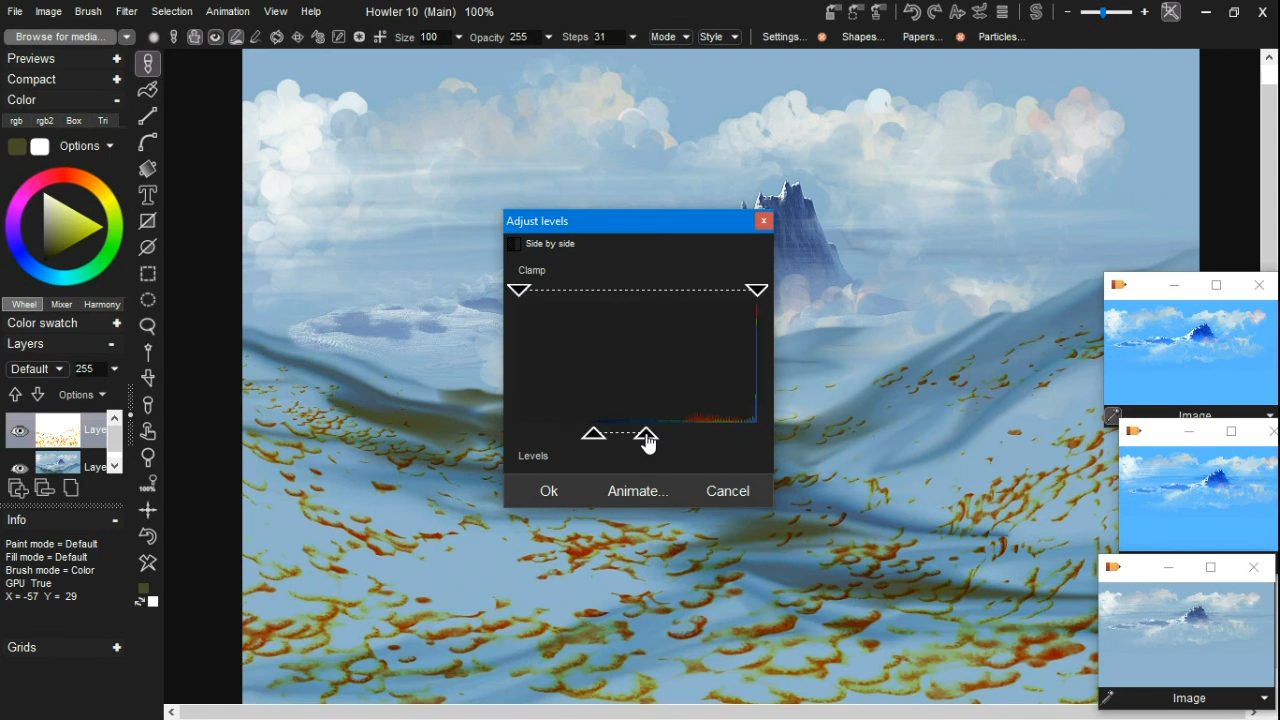 File Image Brush Filter Selection Animation View Help Howler 10 (Main) 100%
Browse for media... Size 100 Opacity 255 Steps 31 Mode Style Settings... Shapes... Papers... Particles...
Previews
Compact
Color
rgb rgb2 Box Tri
Options
Wheel Mixer Harmony
Color swatch
Layers
Default 255
Options
Laye
Laye
100%
Info
Paint mode = Default
Fill mode = Default
Brush mode = Color
GPU True
X = -57 Y = 29
Grids
Adjust levels
Side by side
Clamp
Levels
Ok Animate... Cancel
Image
Image